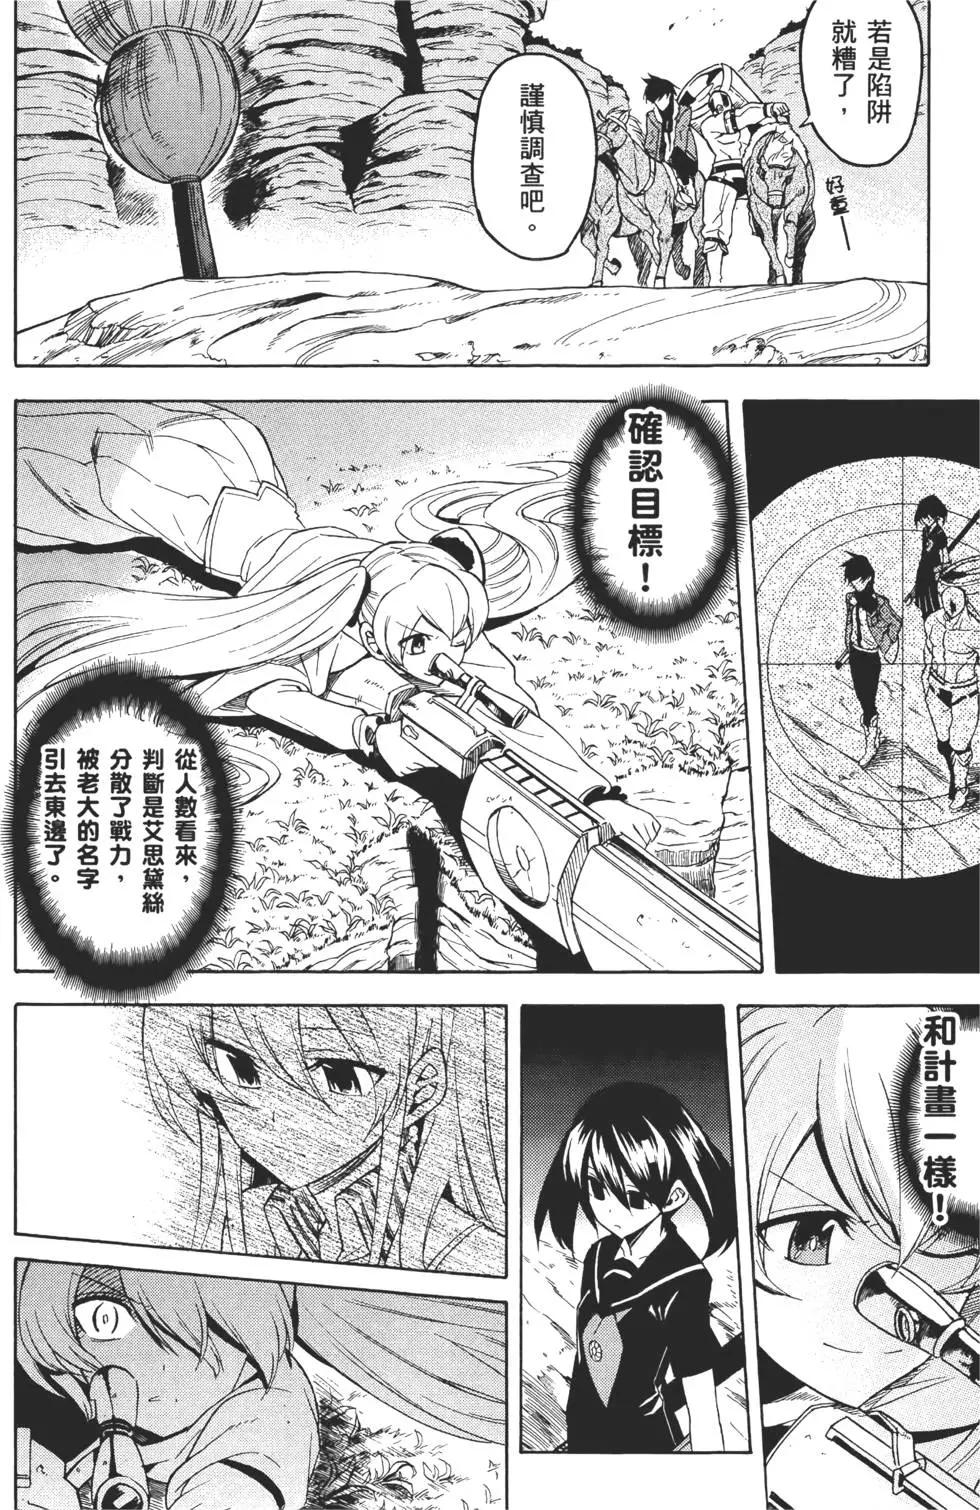 若是陷阱
就糟了，
好重—
謹慎調查吧。
確認目標！
從人數看來，
判斷是艾思黛絲
分散了戰力，
被老大的名字
引去東邊了。
和計畫一樣！